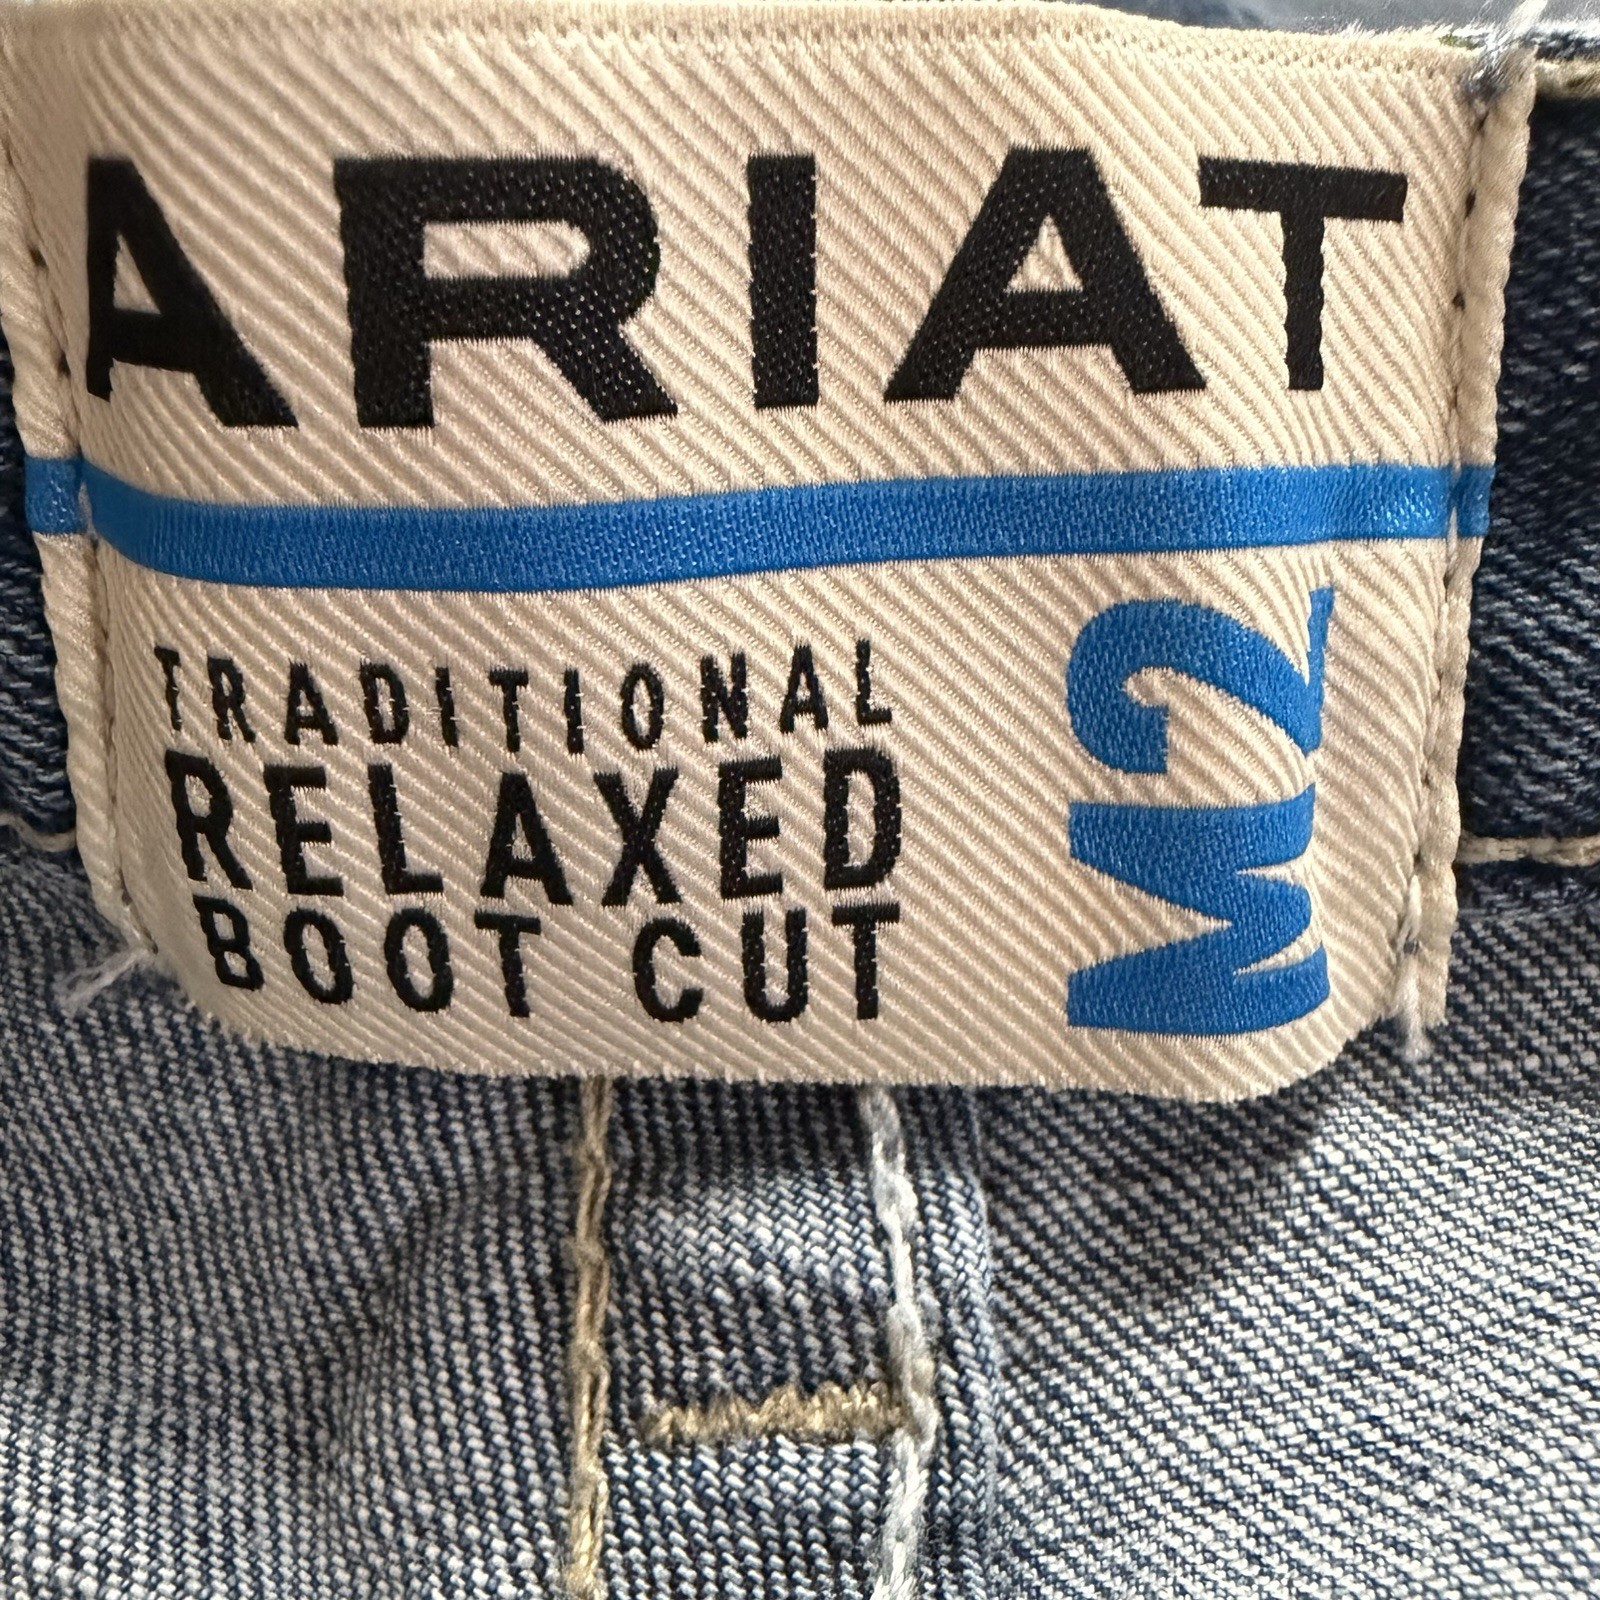 ARIAT
TRADITIONAL
RELAXED
BOOT CUT
M2